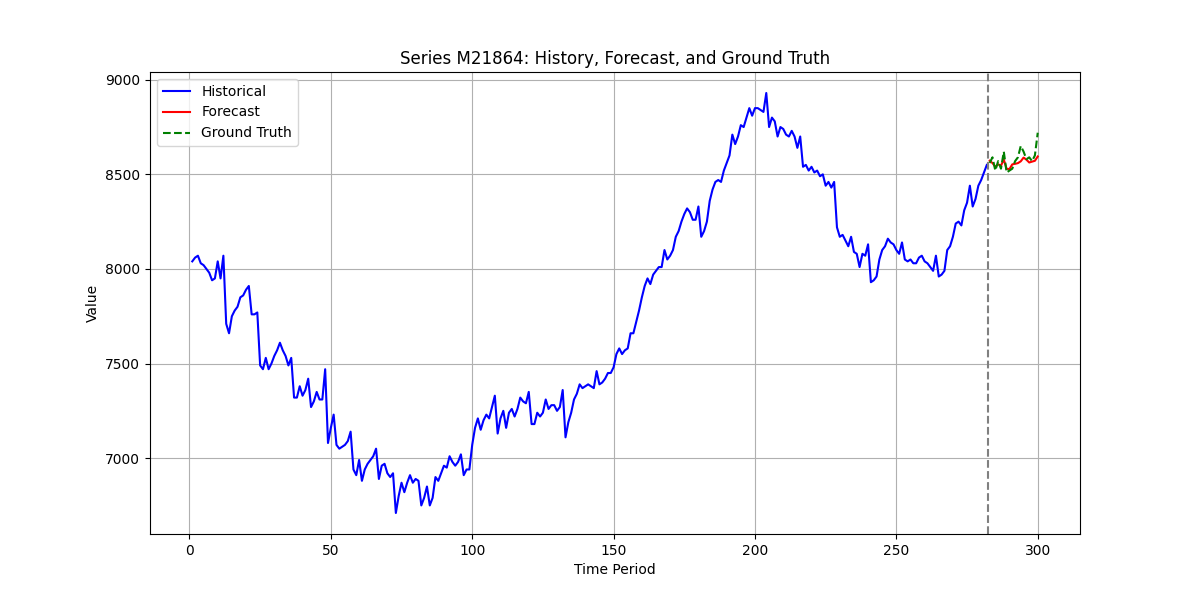 Series M21864: History, Forecast, and Ground Truth
9000
8500
8000
7500
7000
Value
Historical
Forecast
Ground Truth
0
50
100
150
200
250
300
Time Period